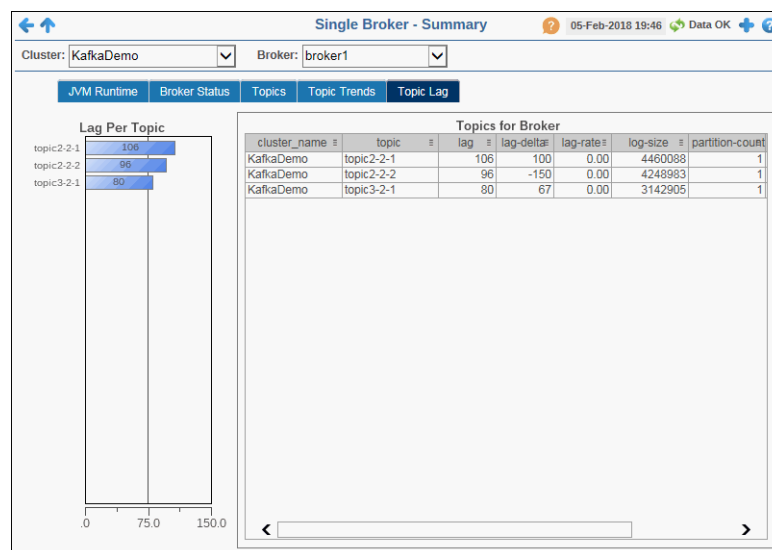 Single Broker - Summary
05-Feb-2018 19:46 Data OK
Cluster: KafkaDemo Broker: broker1
JVM Runtime Broker Status Topics Topic Trends Topic Lag
Lag Per Topic
topic2-2-1 106
topic2-2-2 96
topic3-2-1 80
.0 75.0 150.0
Topics for Broker
cluster_name topic lag lag-delta lag-rate log-size partition-count
KafkaDemo topic2-2-1 106 100 0.00 4460088 1
KafkaDemo topic2-2-2 96 -150 0.00 4248983 1
KafkaDemo topic3-2-1 80 67 0.00 3142905 1